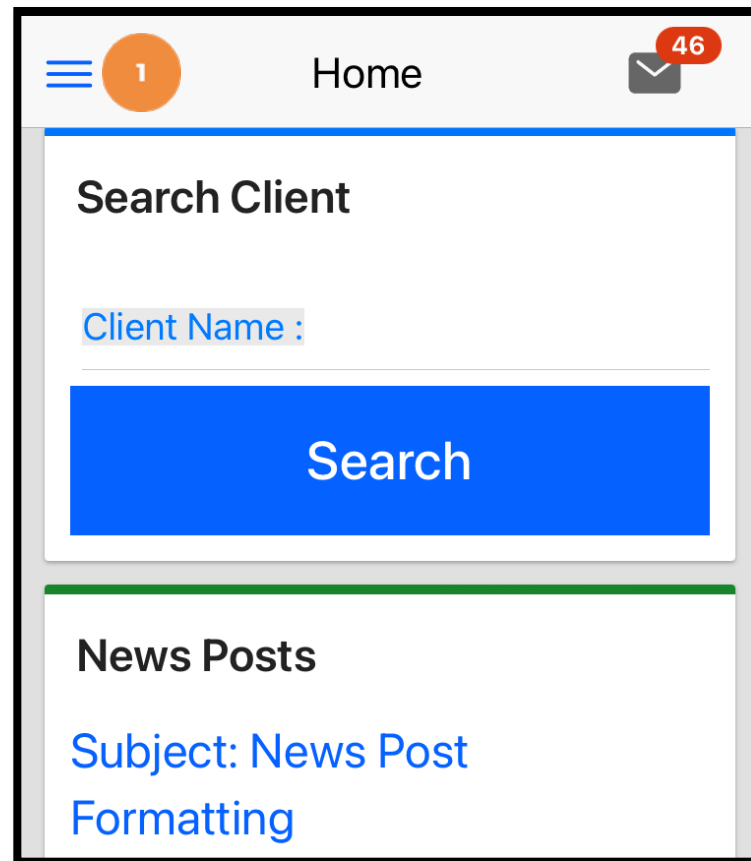 1
Home
46
Search Client
Client Name :
Search
News Posts
Subject: News Post
Formatting